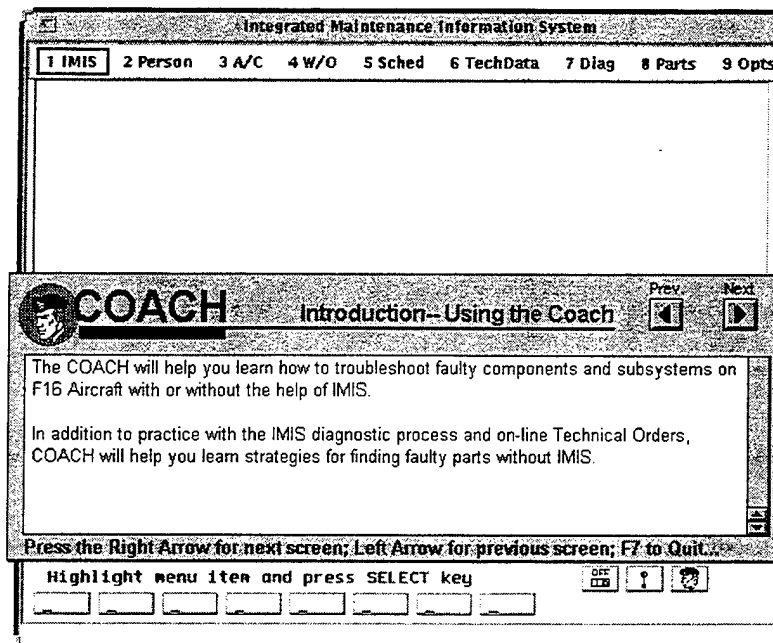 Integrated Maintenance Information System
1 IMIS 2 Person 3 A/C 4 W/O 5 Sched 6 TechData 7 Diag 8 Parts 9 Opts
COACH Introduction--Using the Coach Prev Next
The COACH will help you learn how to troubleshoot faulty components and subsystems on
F16 Aircraft with or without the help of IMIS.
In addition to practice with the IMIS diagnostic process and on-line Technical Orders,
COACH will help you learn strategies for finding faulty parts without IMIS.
Press the Right Arrow for next screen; Left Arrow for previous screen; F7 to Quit...
Highlight menu item and press SELECT key OFF